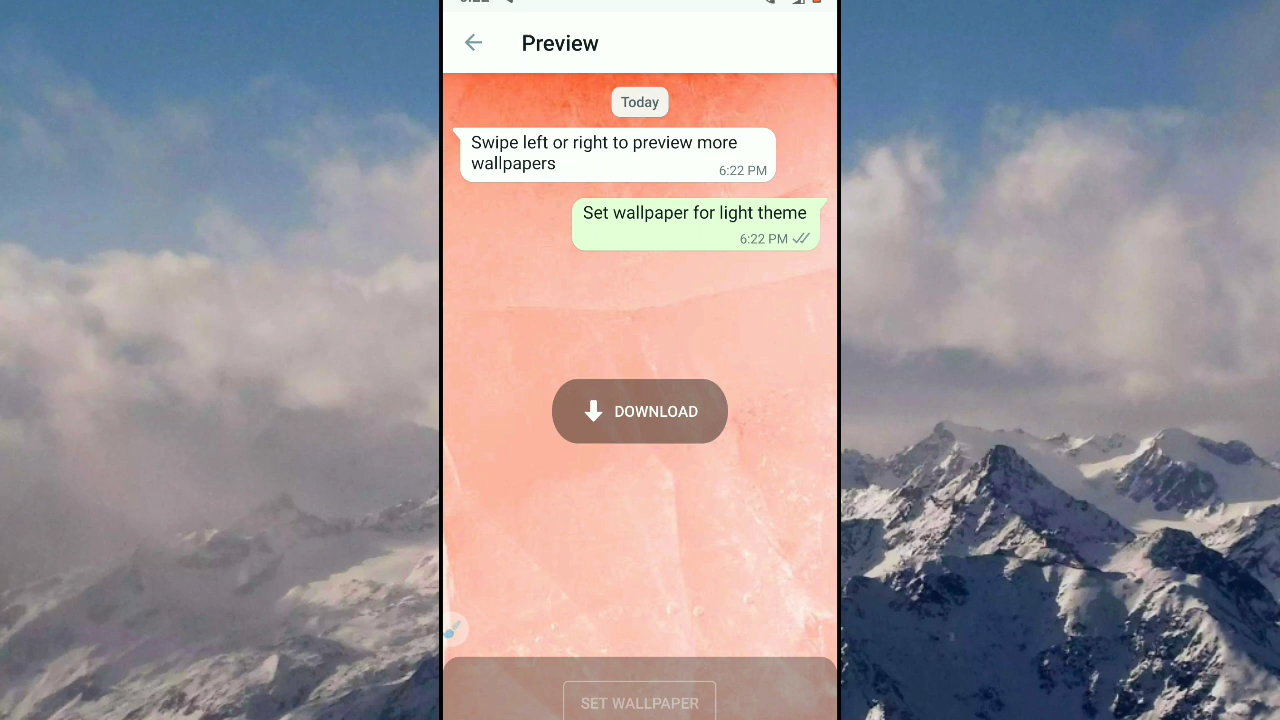 Preview
Today
Swipe left or right to preview more
wallpapers
6:22 PM
Set wallpaper for light theme
6:22 PM
DOWNLOAD
SET WALLPAPER